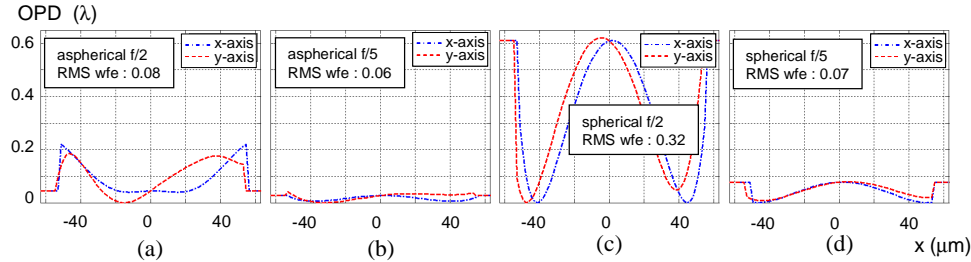 OPD (λ)
0.6
0.4
0.2
0
aspherical f/2
RMS wfe : 0.08
x-axis
y-axis
-40
0
40
(a)
aspherical f/5
RMS wfe : 0.06
x-axis
y-axis
-40
0
40
(b)
x-axis
y-axis
spherical f/2
RMS wfe : 0.32
-40
0
40
(c)
spherical f/5
RMS wfe : 0.07
x-axis
y-axis
-40
0
40
(d)
x (μm)